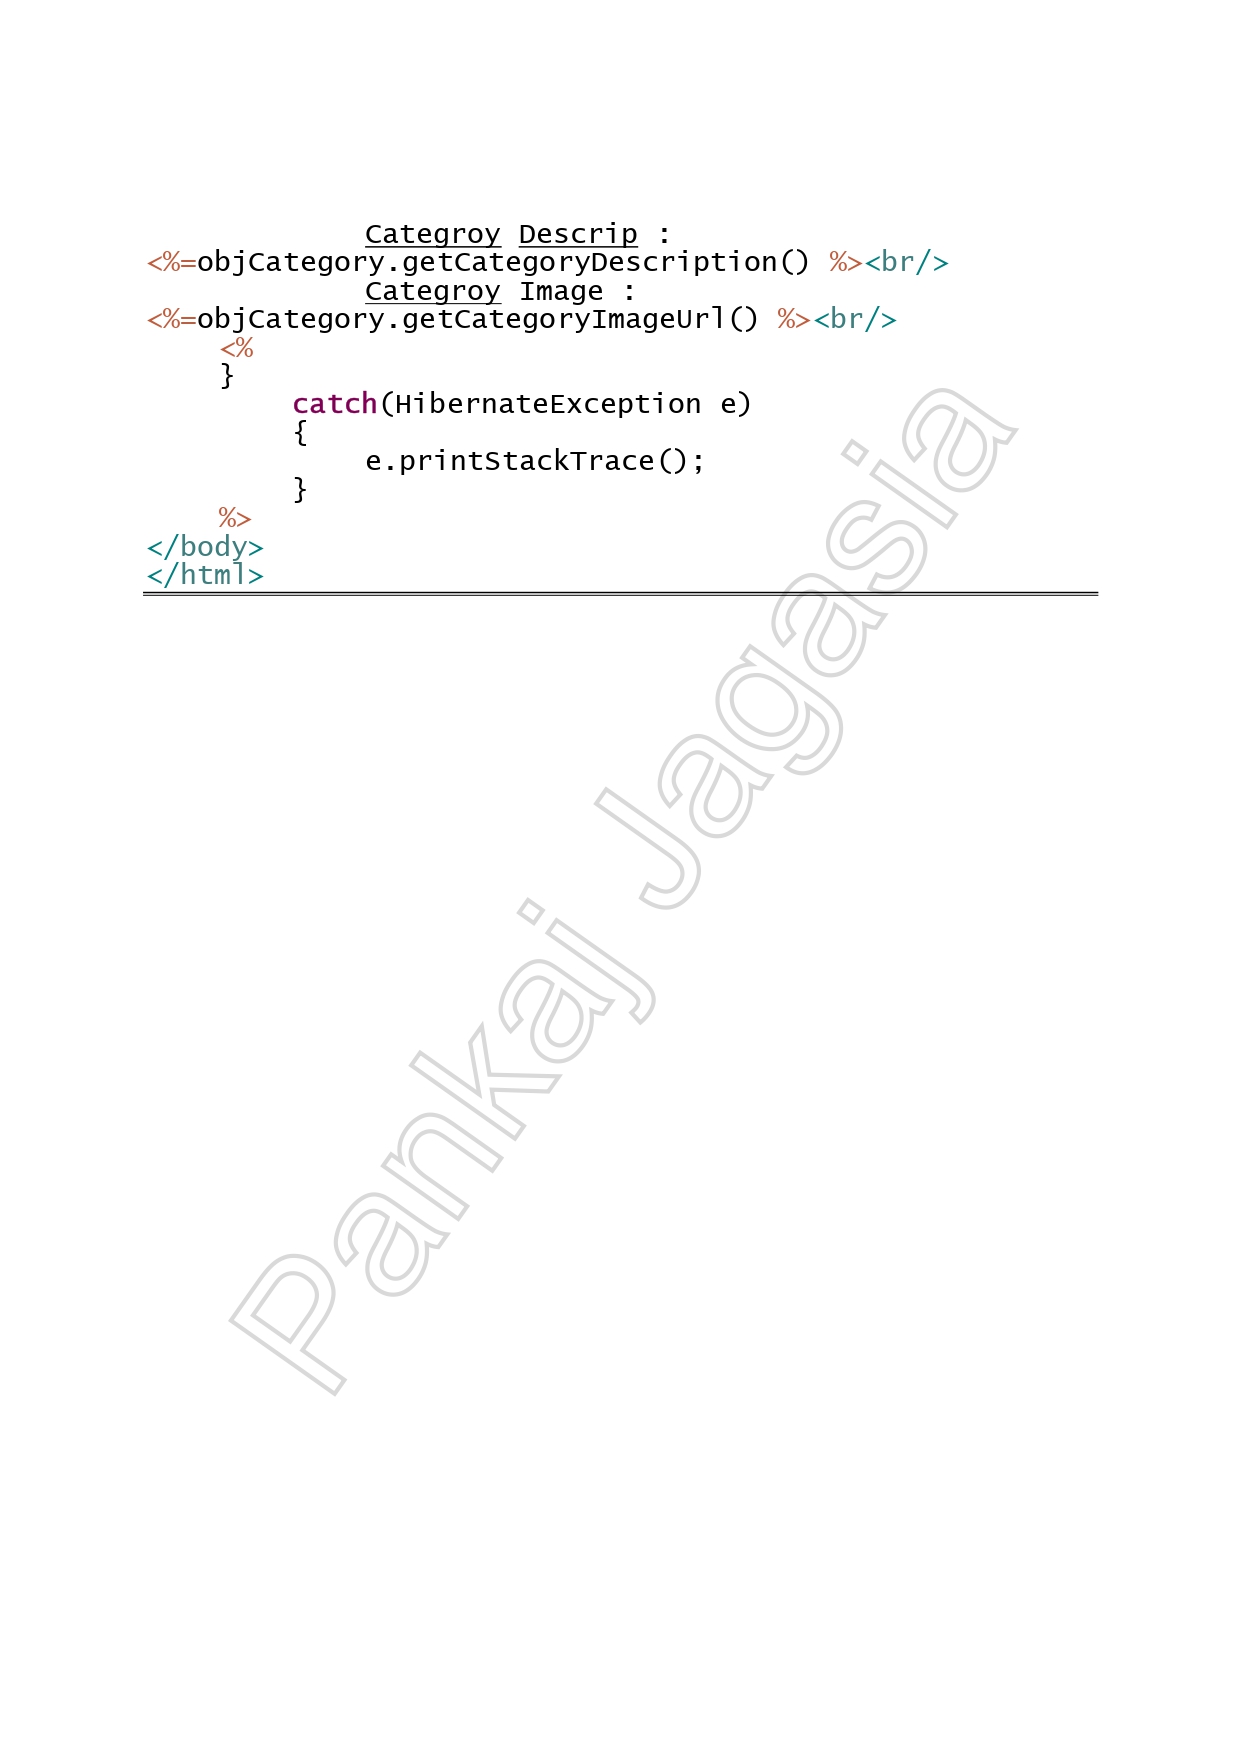 Categroy Descrip :
<%=objCategory.getCategoryDescription() %><br/>
Categroy Image :
<%=objCategory.getCategoryImageUrl() %><br/>
<%
}
catch(HibernateException e)
{
e.printStackTrace();
}
%>
</body>
</html>
Pankaj Jagasia